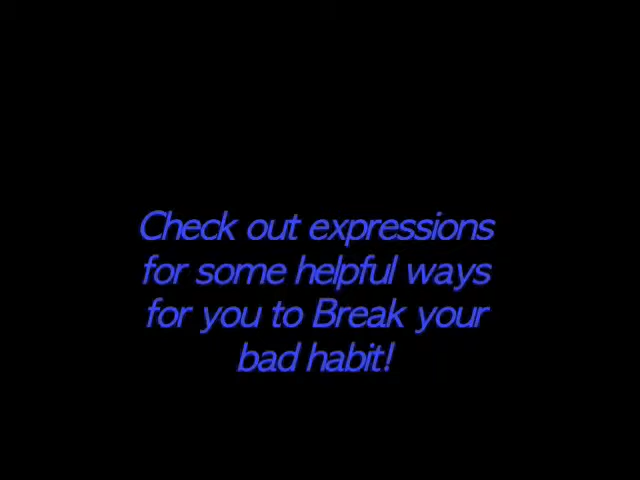 Check out expressions
for some helpful ways
for you to Break your
bad habit!